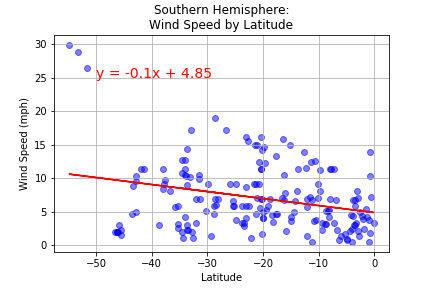 Southern Hemisphere:
Wind Speed by Latitude
30
25
20
15
10
5
0
Wind Speed (mph)
y = -0.1x + 4.85
−50
−40
−30
−20
−10
0
Latitude